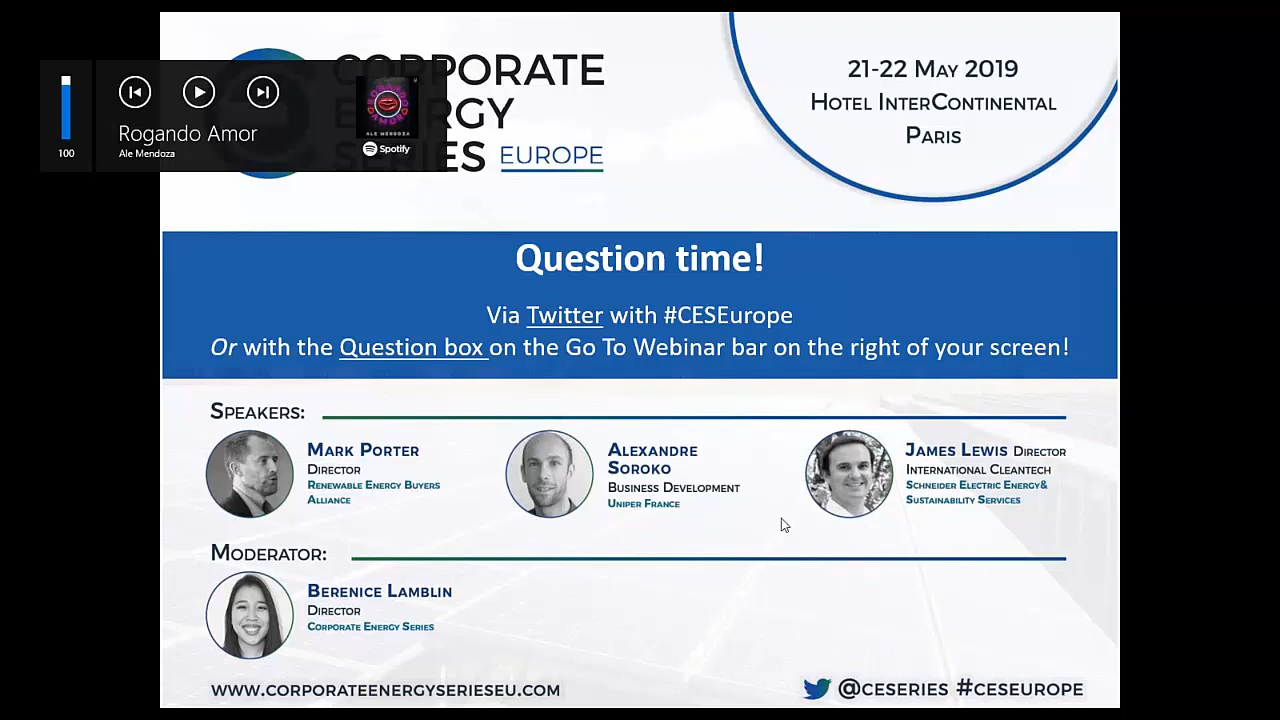 CORPORATE
ENERGY
SERIES EUROPE
21-22 May 2019
Hotel InterContinental
Paris
100
Rogando Amor
Ale Mendoza
ALE MENDOZA
Spotify
Question time!
Via Twitter with #CESEurope
Or with the Question box on the Go To Webinar bar on the right of your screen!
Speakers:
Mark Porter
Director
Renewable Energy Buyers
Alliance
Alexandre
Soroko
Business Development
Uniper France
James Lewis Director
International Cleantech
Schneider Electric Energy&
Sustainability Services
Moderator:
Berenice Lamblin
Director
Corporate Energy Series
WWW.CORPORATEENERGYSERIESEU.COM
@CESERIES #CESEUROPE